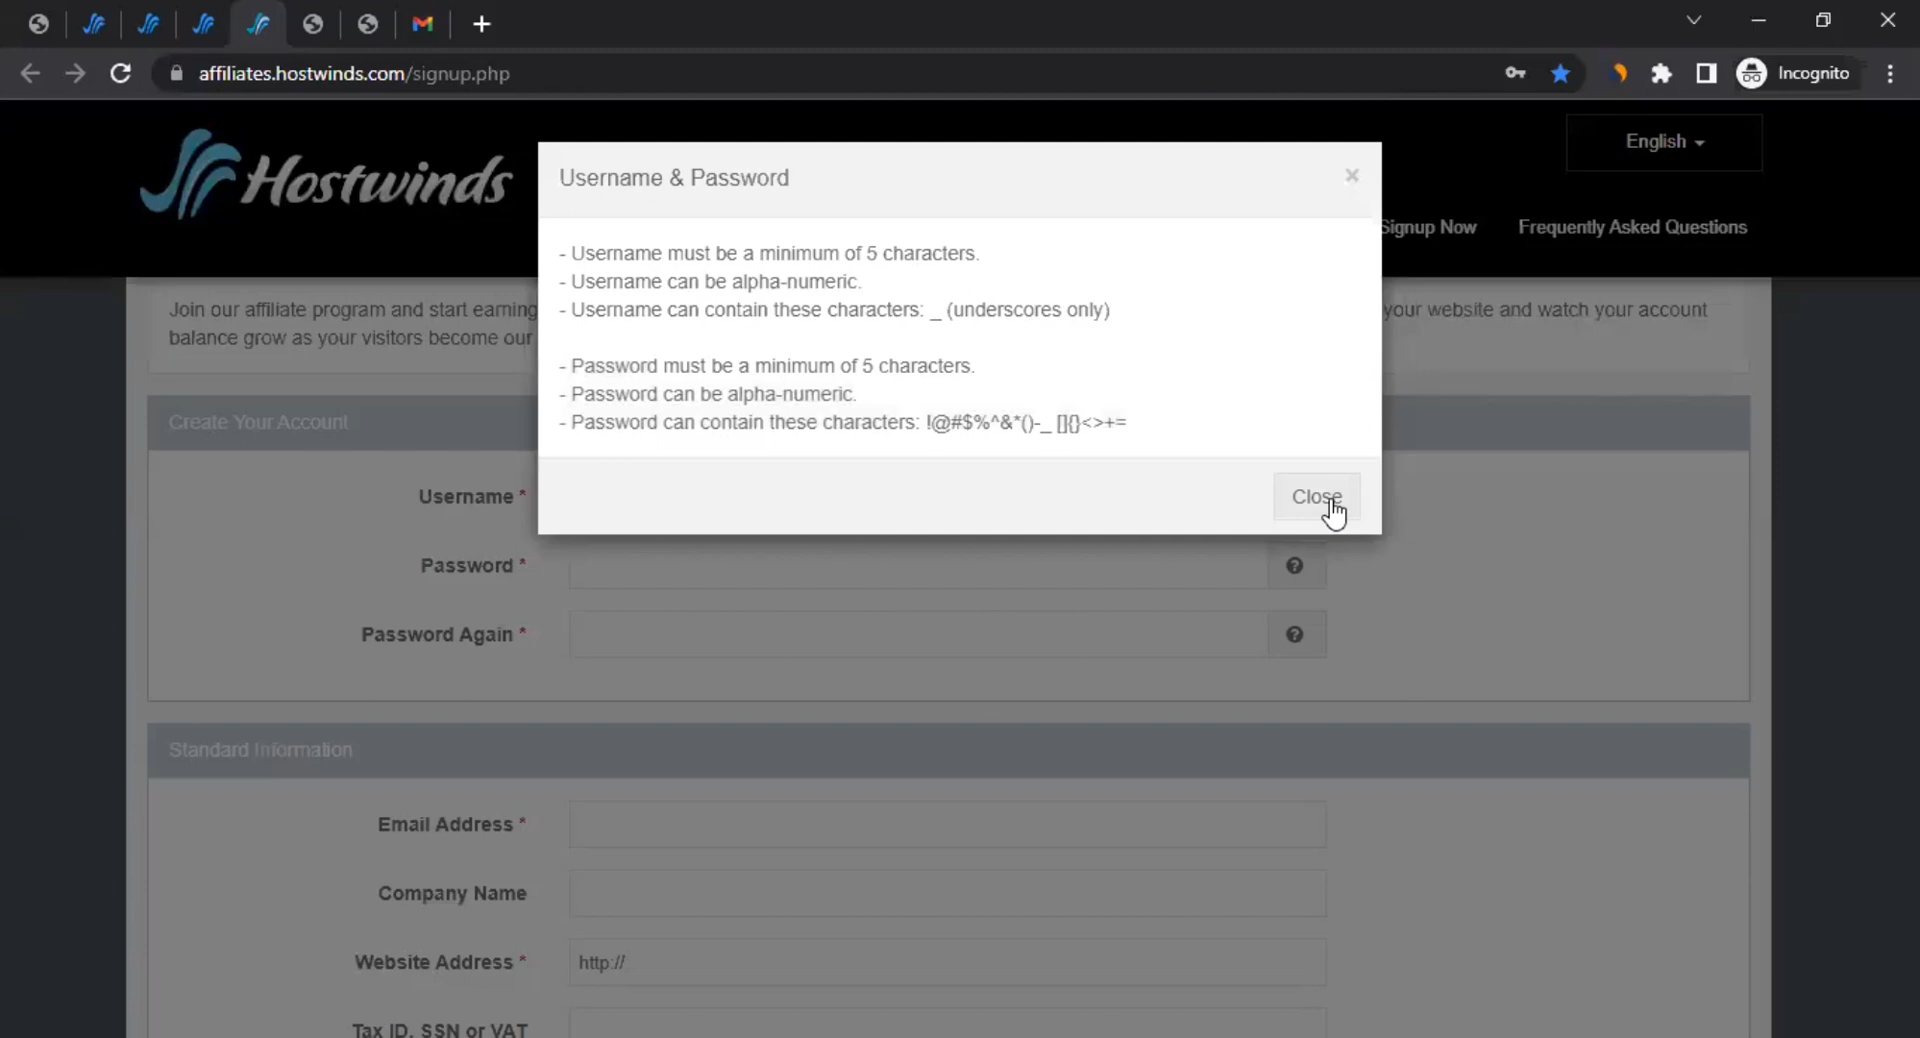 affiliates.hostwinds.com/signup.php
Incognito
Hostwinds
English
Signup Now
Frequently Asked Questions
Username & Password
×
- Username must be a minimum of 5 characters.
- Username can be alpha-numeric.
- Username can contain these characters: _ (underscores only)
- Password must be a minimum of 5 characters.
- Password can be alpha-numeric.
- Password can contain these characters: !@#$%^&*()-_ []{}<>+=
Close
Join our affiliate program and start earning your website and watch your account
balance grow as your visitors become our
Create Your Account
Username *
Password *
Password Again *
Standard Information
Email Address *
Company Name
Website Address * http://
Tax ID, SSN or VAT